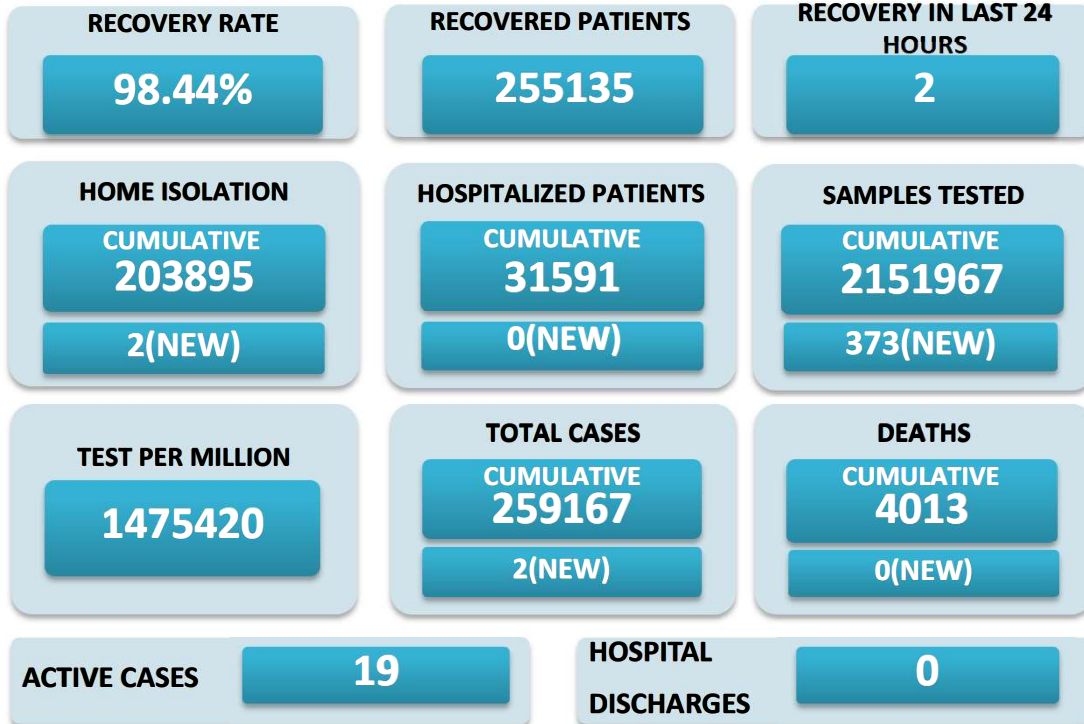 RECOVERY RATE
98.44%
RECOVERED PATIENTS
255135
RECOVERY IN LAST 24
HOURS
2
HOME ISOLATION
CUMULATIVE
203895
2(NEW)
HOSPITALIZED PATIENTS
CUMULATIVE
31591
0(NEW)
SAMPLES TESTED
CUMULATIVE
2151967
373(NEW)
TEST PER MILLION
1475420
TOTAL CASES
CUMULATIVE
259167
2(NEW)
DEATHS
CUMULATIVE
4013
0(NEW)
ACTIVE CASES
19
HOSPITAL
DISCHARGES
0